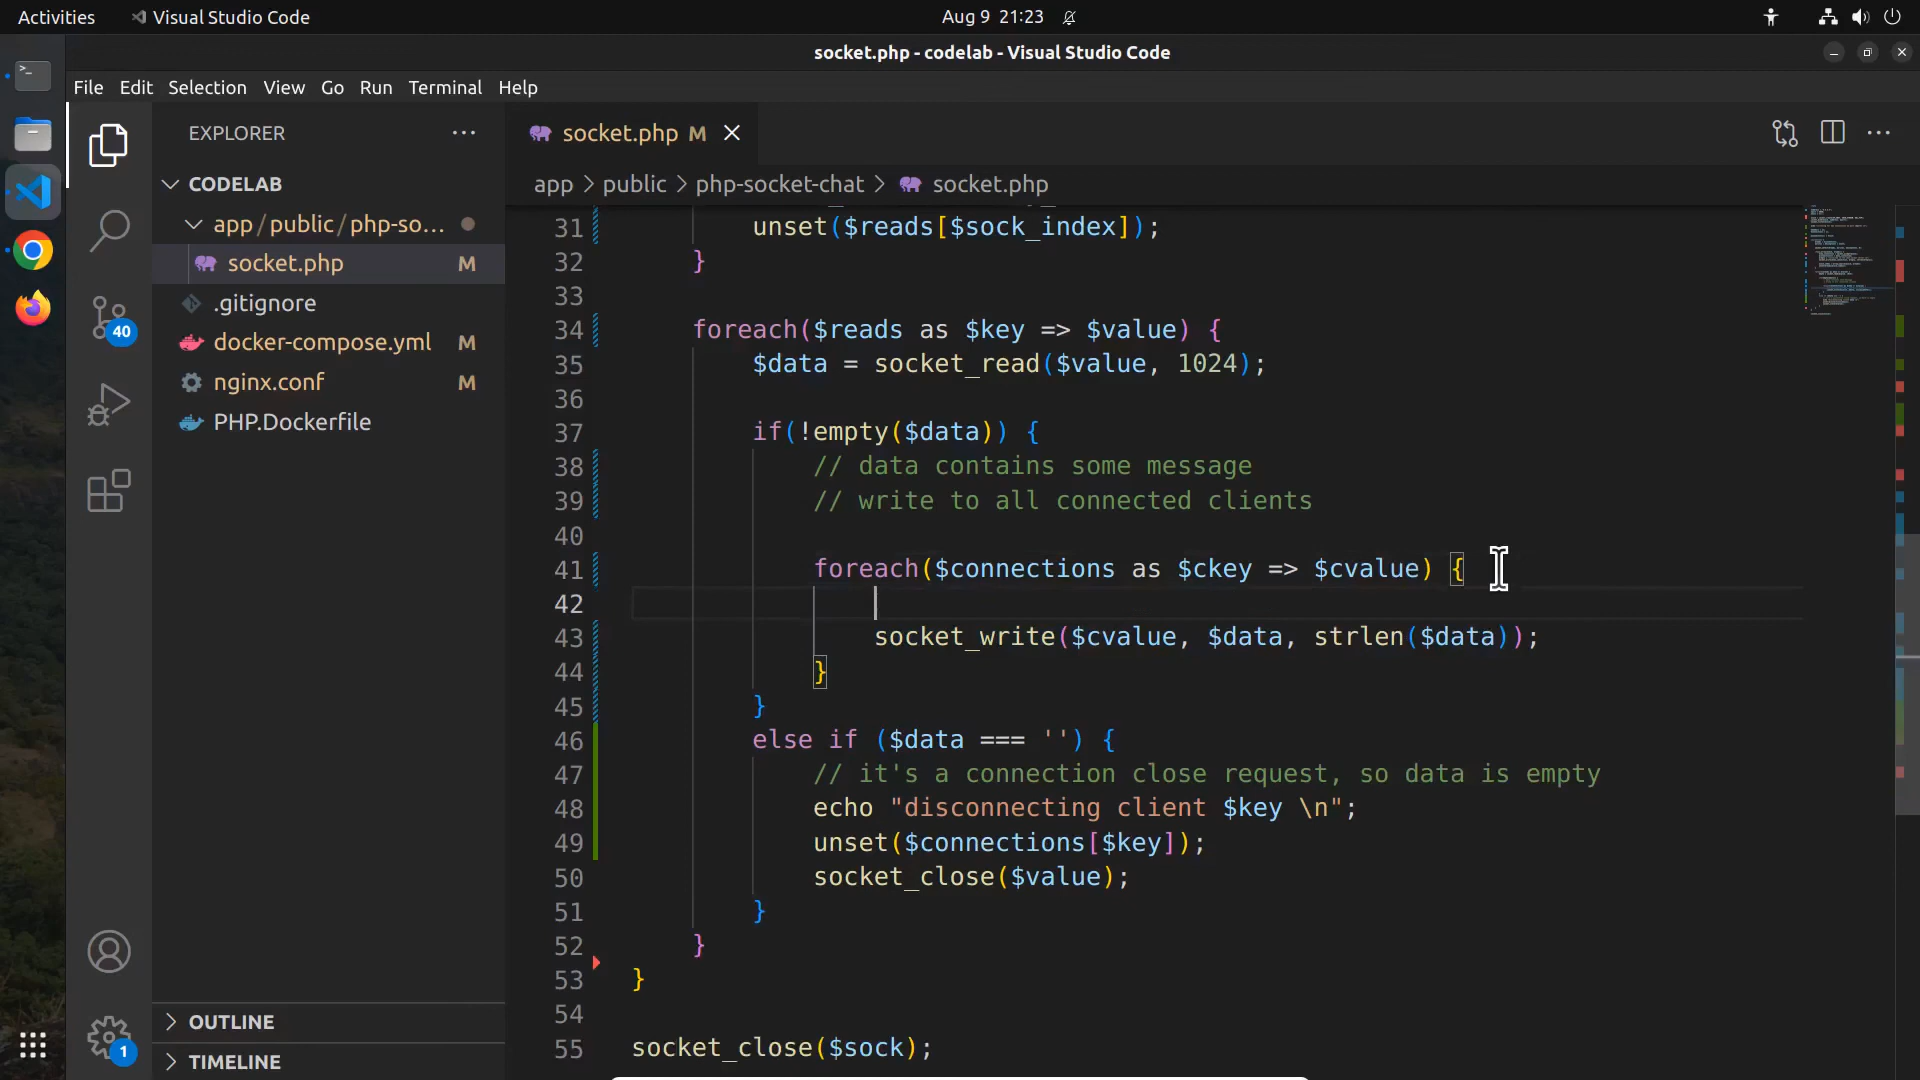 Activities Visual Studio Code Aug 9 21:23
socket.php - codelab - Visual Studio Code
File Edit Selection View Go Run Terminal Help
EXPLORER
CODELAB
app / public / php-so...
socket.php M
.gitignore
docker-compose.yml M
nginx.conf M
PHP.Dockerfile
OUTLINE
TIMELINE
40
1
socket.php M
app > public > php-socket-chat > socket.php
31 unset($reads[$sock_index]);
32 }
33
34 foreach($reads as $key => $value) {
35 $data = socket_read($value, 1024);
36
37 if(!empty($data)) {
38 // data contains some message
39 // write to all connected clients
40
41 foreach($connections as $ckey => $cvalue) {
42
43 socket_write($cvalue, $data, strlen($data));
44 }
45 }
46 else if ($data === '') {
47 // it's a connection close request, so data is empty
48 echo "disconnecting client $key \n";
49 unset($connections[$key]);
50 socket_close($value);
51 }
52 }
53 }
54
55 socket_close($sock);